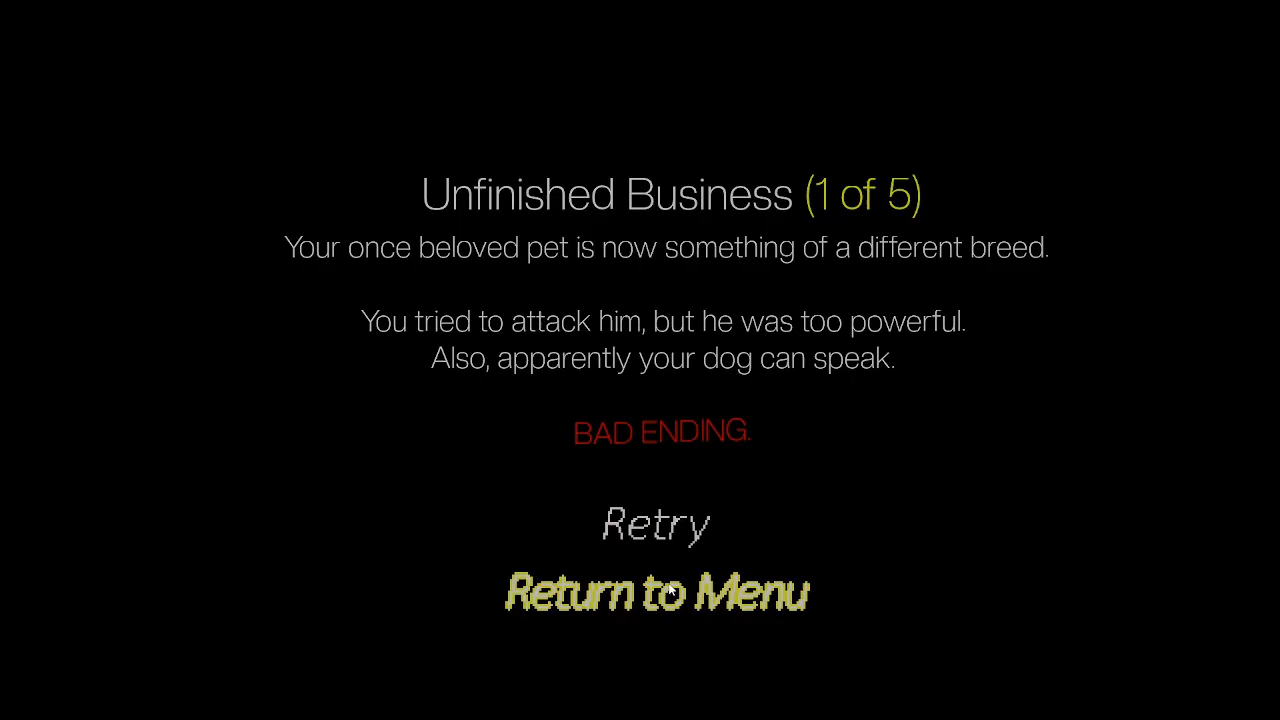 Unfinished Business (1 of 5)
Your once beloved pet is now something of a different breed.
You tried to attack him, but he was too powerful.
Also, apparently your dog can speak.
BAD ENDING.
Retry
Return to Menu